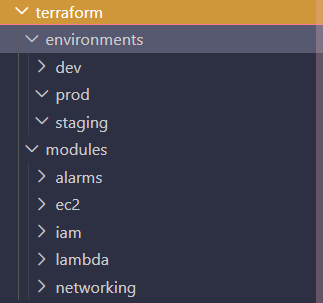 terraform
environments
dev
prod
staging
modules
alarms
ec2
iam
lambda
networking